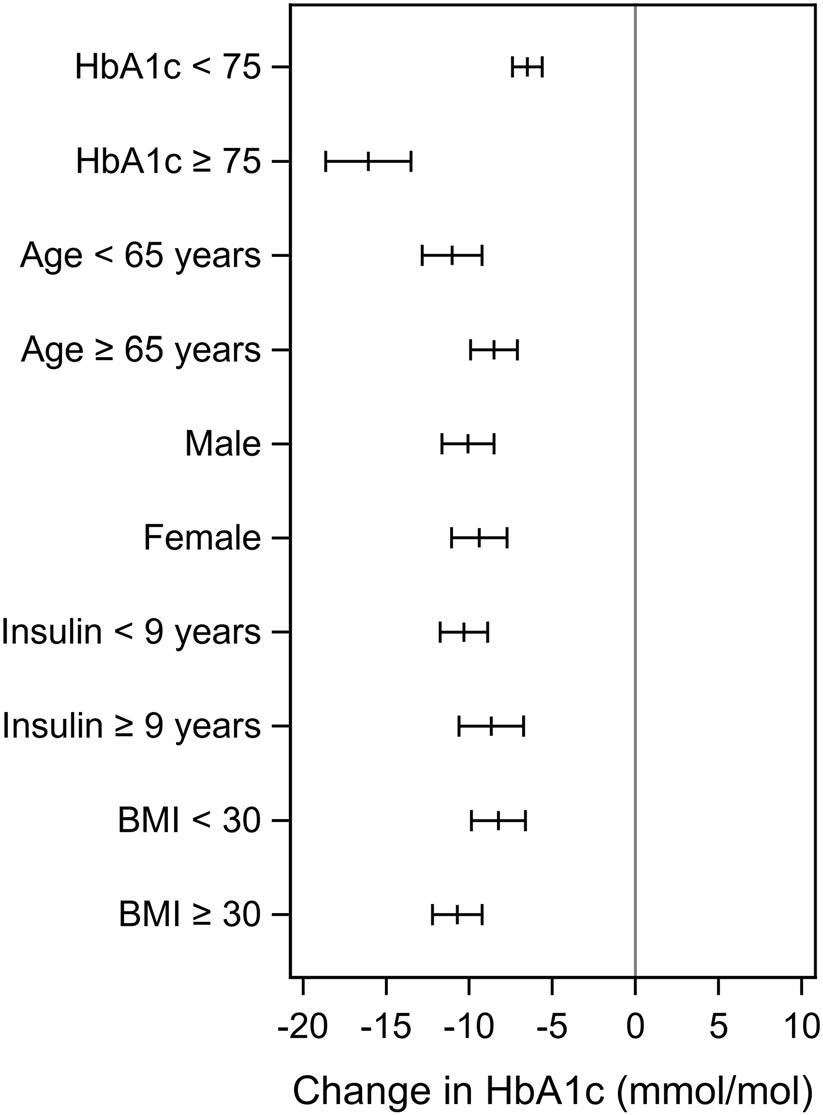 HbA1c < 75
HbA1c ≥ 75
Age < 65 years
Age ≥ 65 years
Male
Female
Insulin < 9 years
Insulin ≥ 9 years
BMI < 30
BMI ≥ 30
-20 -15 -10 -5 0 5 10
Change in HbA1c (mmol/mol)